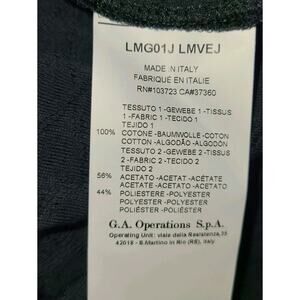 LMG01J LMVEJ
MADE IN ITALY
FABRIQUÉ EN ITALIE
RN#103723 CA#37360
TESSUTO 1 -GEWEBE 1 -TISSUS
1 -FABRIC 1 -TECIDO 1
TEJIDO 1
100% COTONE -BAUMWOLLE -COTON
COTTON -ALGODÃO -ALGODÓN
TESSUTO 2 -GEWEBE 2 -TISSUS
2 -FABRIC 2 -TECIDO 2
TEJIDO 2
56% ACETATO -ACETAT -ACÉTATE
ACETATE -ACETATO -ACETATO
44% POLIESTERE -POLYESTER
POLYESTER -POLYESTER
POLIÉSTER -POLIÉSTER
G.A. Operations S.p.A.
Operating Unit: viale della Resistenza,35
42018 - S.Martino in Rio (RE), Italy